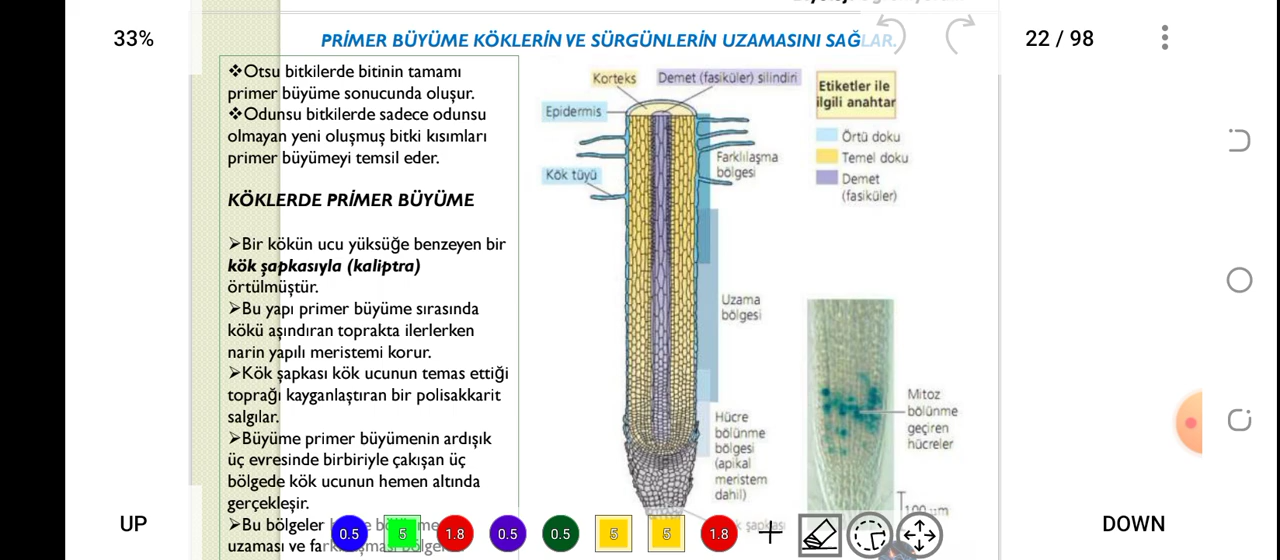 33%
22 / 98
PRİMER BÜYÜME KÖKLERİN VE SÜRGÜNLERİN UZAMASINI SAĞLAR.
❖Otsu bitkilerde bitinin tamamı
primer büyüme sonucunda oluşur.
❖Odunsu bitkilerde sadece odunsu
olmayan yeni oluşmuş bitki kısımları
primer büyümeyi temsil eder.
KÖKLERDE PRİMER BÜYÜME
➢Bir kökün ucu yüksüğe benzeyen bir
kök şapkasıyla (kaliptra)
örtülmüştür.
➢Bu yapı primer büyüme sırasında
kökü aşındıran toprakta ilerlerken
narin yapılı meristemi korur.
➢Kök şapkası kök ucunun temas ettiği
toprağı kayganlaştıran bir polisakkarit
salgılar.
➢Büyüme primer büyümenin ardışık
üç evresinde birbiriyle çakışan üç
bölgede kök ucunun hemen altında
gerçekleşir.
➢Bu bölgeler
uzaması ve
Korteks
Demet (fasiküler) silindiri
Epidermis
Kök tüyü
Farklılaşma
bölgesi
Uzama
bölgesi
Hücre
bölünme
bölgesi
(apikal
meristem
dahil)
şapkası
Etiketler ile
ilgili anahtar
Örtü doku
Temel doku
Demet
(fasiküler)
Mitoz
bölünme
geçiren
hücreler
100
UP
0.5
5
1.8
0.5
0.5
5
5
1.8
DOWN